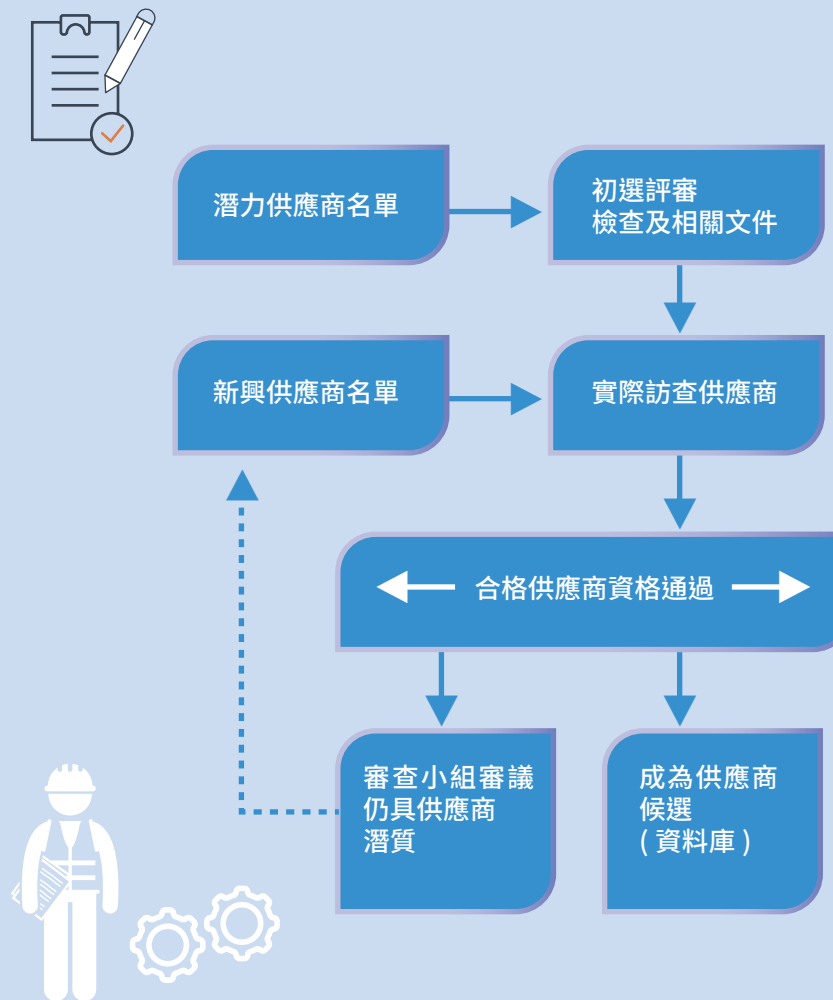 潛力供應商名單
初選評審
檢查及相關文件
新興供應商名單
實際訪查供應商
合格供應商資格通過
審查小組審議
仍具供應商
潛質
成為供應商
候選
( 資料庫 )